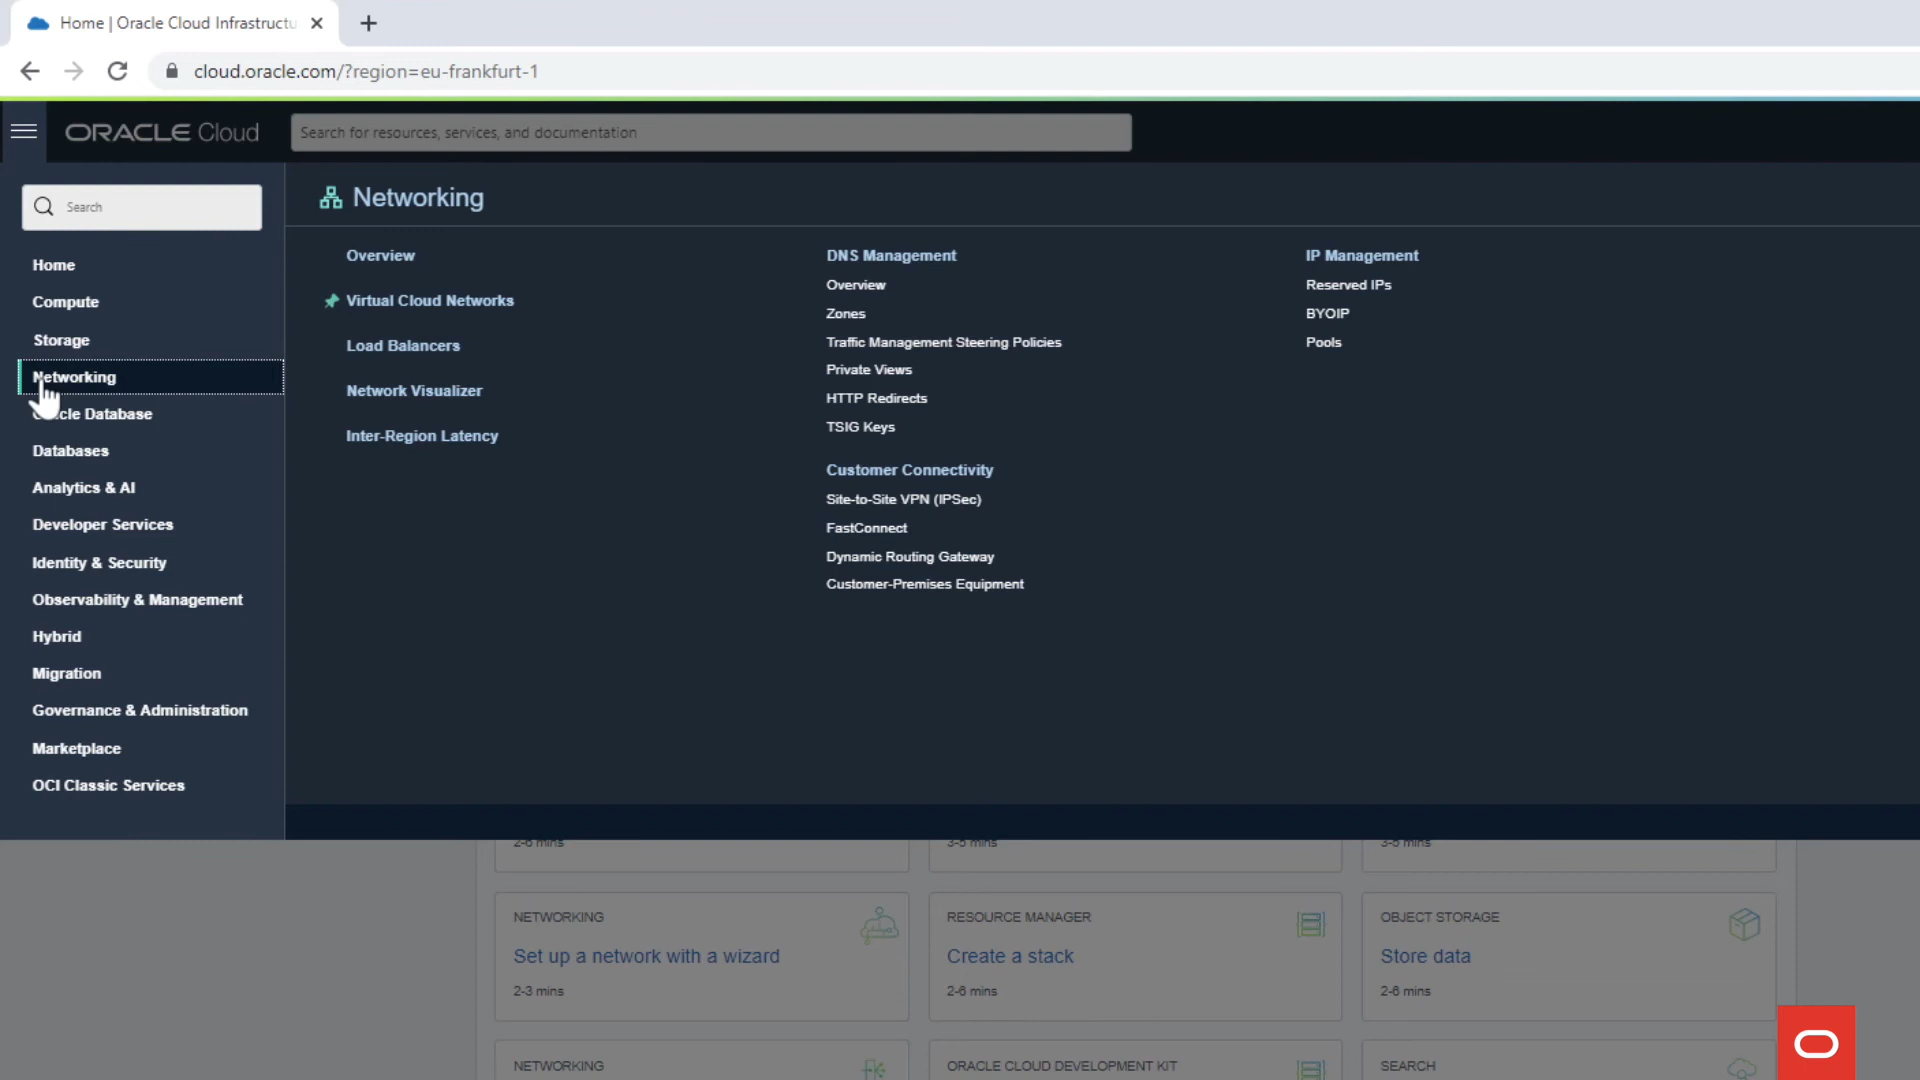 Home | Oracle Cloud Infrastructu
cloud.oracle.com/?region=eu-frankfurt-1
ORACLE Cloud
Search for resources, services, and documentation
Search
Home
Compute
Storage
Networking
Oracle Database
Databases
Analytics & AI
Developer Services
Identity & Security
Observability & Management
Hybrid
Migration
Governance & Administration
Marketplace
OCI Classic Services
Networking
Overview
Virtual Cloud Networks
Load Balancers
Network Visualizer
Inter-Region Latency
DNS Management
Overview
Zones
Traffic Management Steering Policies
Private Views
HTTP Redirects
TSIG Keys
Customer Connectivity
Site-to-Site VPN (IPSec)
FastConnect
Dynamic Routing Gateway
Customer-Premises Equipment
IP Management
Reserved IPs
BYOIP
Pools
mins
mins
mins
NETWORKING
Set up a network with a wizard
2-3 mins
RESOURCE MANAGER
Create a stack
2-6 mins
OBJECT STORAGE
Store data
2-6 mins
NETWORKING
ORACLE CLOUD DEVELOPMENT KIT
SEARCH